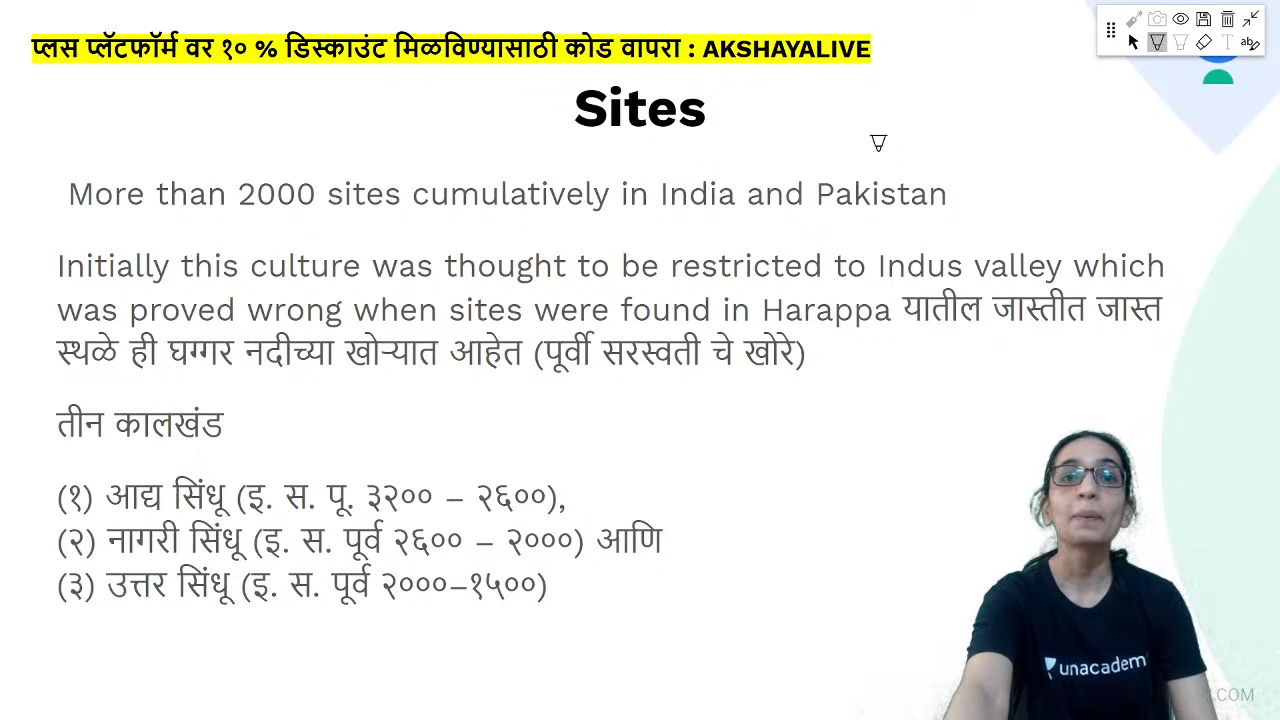 प्लस प्लॅटफॉर्म वर १० % डिस्काउंट मिळविण्यासाठी कोड वापरा : AKSHAYALIVE
Sites
More than 2000 sites cumulatively in India and Pakistan
Initially this culture was thought to be restricted to Indus valley which
was proved wrong when sites were found in Harappa यातील जास्तीत जास्त
स्थळे ही घग्गर नदीच्या खोऱ्यात आहेत (पूर्वी सरस्वती चे खोरे)
तीन कालखंड
(१) आद्य सिंधू (इ. स. पू. ३२०० – २६००),
(२) नागरी सिंधू (इ. स. पूर्व २६०० – २०००) आणि
(३) उत्तर सिंधू (इ. स. पूर्व २०००–१५००)
unacadem
.COM